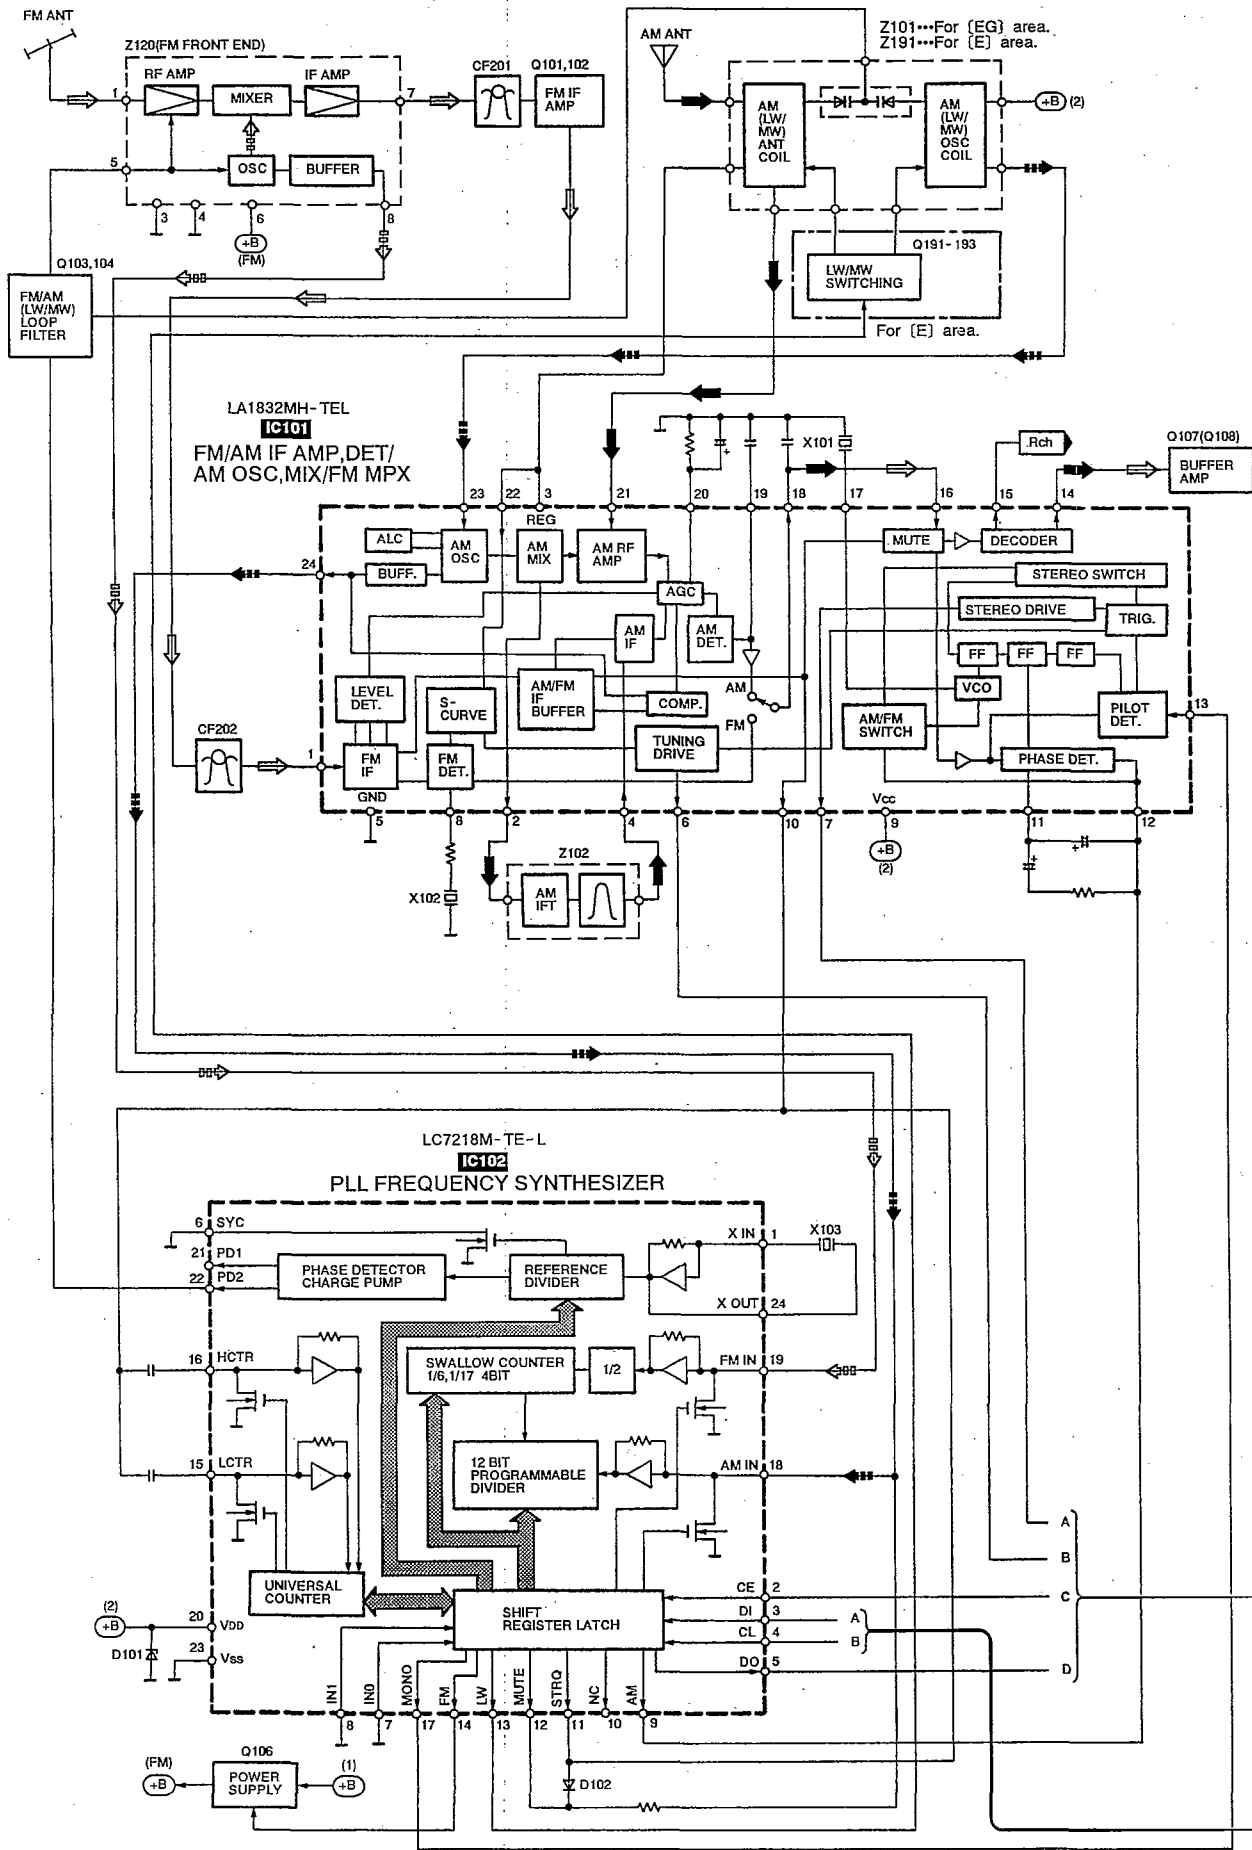 FM ANT
Z120(FM FRONT END)
RF AMP
IF AMP
MIXER
OSC
BUFFER
1
7
5
3
4
6
8
+B
(FM)
CF201
Q101,102
FM IF
AMP
AM ANT
Z101•••For [EG] area.
Z191•••For [E] area.
AM
(LW/
MW)
ANT
COIL
AM
(LW/
MW)
OSC
COIL
+B (2)
Q191-193
LW/MW
SWITCHING
For [E] area.
Q103,104
FM/AM
(LW/MW)
LOOP
FILTER
LA1832MH-TEL
IC101
FM/AM IF AMP,DET/
AM OSC,MIX/FM MPX
X101
.Rch
Q107(Q108)
BUFFER
AMP
23
22
3
21
20
19
18
17
16
15
14
REG
ALC
AM
OSC
AM
MIX
AM RF
AMP
MUTE
DECODER
24
BUFF.
AGC
STEREO SWITCH
STEREO DRIVE
TRIG.
AM
IF
AM
DET.
FF
FF
FF
LEVEL
DET.
S-
CURVE
AM/FM
IF
BUFFER
COMP.
AM
FM
VCO
AM/FM
SWITCH
PILOT
DET.
13
CF202
1
FM
IF
FM
DET.
TUNING
DRIVE
PHASE DET.
GND
Vcc
5
8
2
4
6
10
7
9
11
12
+B
(2)
X102
Z102
AM
IFT
LC7218M-TE-L
IC102
PLL FREQUENCY SYNTHESIZER
6
SYC
21
PD1
22
PD2
PHASE DETECTOR
CHARGE PUMP
REFERENCE
DIVIDER
X IN
1
X103
X OUT
24
16
HCTR
SWALLOW COUNTER
1/6,1/17 4BIT
1/2
FM IN
19
15
LCTR
12 BIT
PROGRAMMABLE
DIVIDER
AM IN
18
A
B
C
D
UNIVERSAL
COUNTER
SHIFT
REGISTER LATCH
CE
2
DI
3
A
CL
4
B
DO
5
(2)
+B
20
VDD
D101
23
VSS
IN1
IN0
MONO
FM
LW
MUTE
STRQ
NC
AM
8
7
17
14
13
12
11
10
9
(FM)
+B
Q106
POWER
SUPPLY
(1)
+B
D102